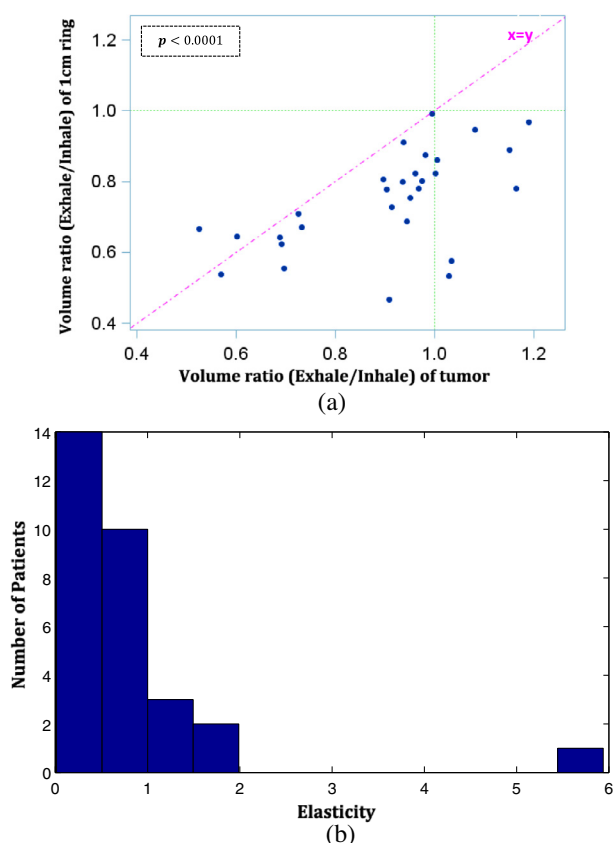 x=y
p < 0.0001
1.2
1.0
0.8
0.6
0.4
Volume ratio (Exhale/Inhale) of 1cm ring
0.4 0.6 0.8 1.0 1.2
Volume ratio (Exhale/Inhale) of tumor
(a)
14
12
10
8
6
4
2
0
Number of Patients
0 1 2 3 4 5 6
Elasticity
(b)